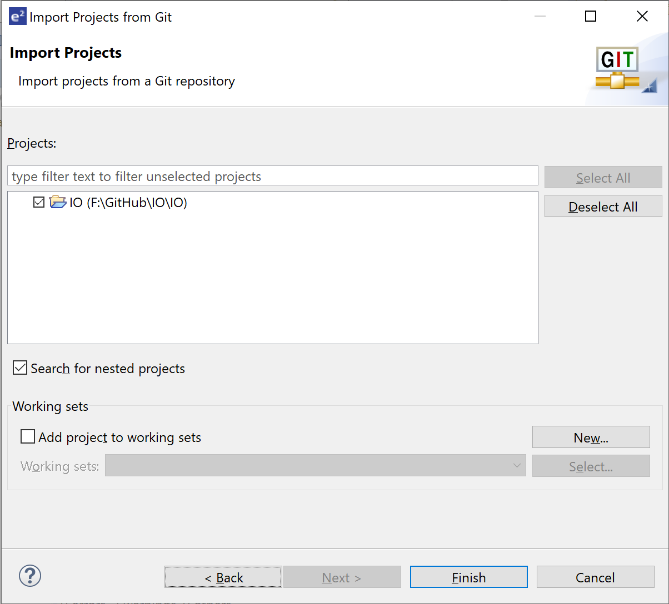 e² Import Projects from Git
Import Projects
Import projects from a Git repository
GIT
Projects:
type filter text to filter unselected projects
Select All
IO (F:\GitHub\IO\IO)
Deselect All
Search for nested projects
Working sets
Add project to working sets
New...
Working sets:
Select...
?
< Back
Next >
Finish
Cancel